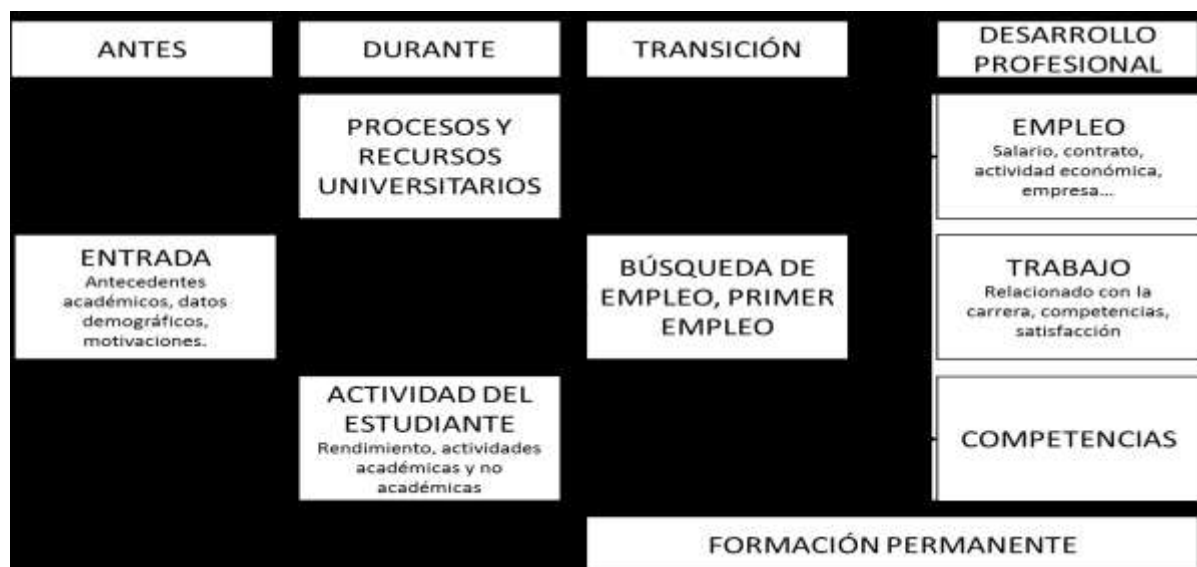 ANTES
DURANTE
TRANSICIÓN
DESARROLLO
PROFESIONAL
PROCESOS Y
RECURSOS
UNIVERSITARIOS
EMPLEO
Salario, contrato,
actividad económica,
empresa...
ENTRADA
Antecedentes
académicos, datos
demográficos,
motivaciones.
BÚSQUEDA DE
EMPLEO, PRIMER
EMPLEO
TRABAJO
Relacionado con la
carrera, competencias,
satisfacción
ACTIVIDAD DEL
ESTUDIANTE
Rendimiento, actividades
académicas y no
académicas
COMPETENCIAS
FORMACIÓN PERMANENTE